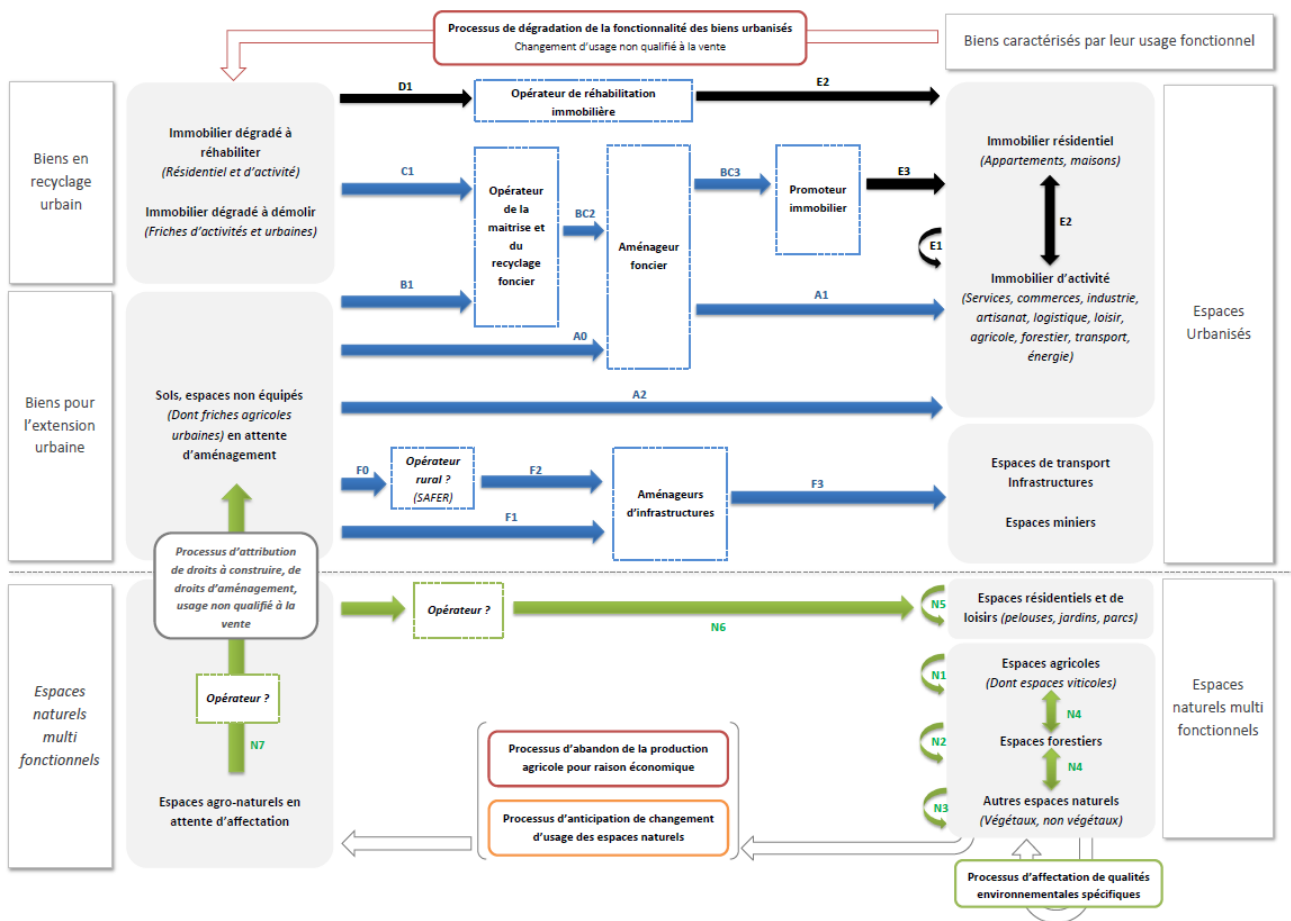 Processus de dégradation de la fonctionnalité des biens urbanisés
Changement d'usage non qualifié à la vente
Biens caractérisés par leur usage fonctionnel
Biens en
recyclage
urbain
Immobilier dégradé à
réhabiliter
(Résidentiel et d'activité)
Immobilier dégradé à démolir
(Friches d'activités et urbaines)
D1
Opérateur de réhabilitation
immobilière
E2
C1
Opérateur
de la
maitrise et
du
recyclage
foncier
BC2
Aménageur
foncier
BC3
Promoteur
immobilier
E3
E1
Immobilier résidentiel
(Appartements, maisons)
E2
Immobilier d'activité
(Services, commerces, industrie,
artisanat, logistique, loisir,
agricole, forestier, transport,
énergie)
Espaces
Urbanisés
B1
A1
A0
Biens pour
l'extension
urbaine
Sols, espaces non équipés
(Dont friches agricoles
urbaines) en attente
d'aménagement
A2
F0
Opérateur
rural ?
(SAFER)
F2
F1
Aménageurs
d'infrastructures
F3
Espaces de transport
Infrastructures
Espaces miniers
Processus d'attribution
de droits à construire, de
droits d'aménagement,
usage non qualifié à la
vente
Espaces
naturels
multi
fonctionnels
Opérateur ?
N7
Espaces agro-naturels en
attente d'affectation
Opérateur ?
N6
N5
Espaces résidentiels et de
loisirs (pelouses, jardins, parcs)
N1
Espaces agricoles
(Dont espaces viticoles)
N4
N2
Espaces forestiers
N4
N3
Autres espaces naturels
(Végétaux, non végétaux)
Espaces
naturels multi
fonctionnels
Processus d'abandon de la production
agricole pour raison économique
Processus d'anticipation de changement
d'usage des espaces naturels
Processus d'affectation de qualités
environnementales spécifiques